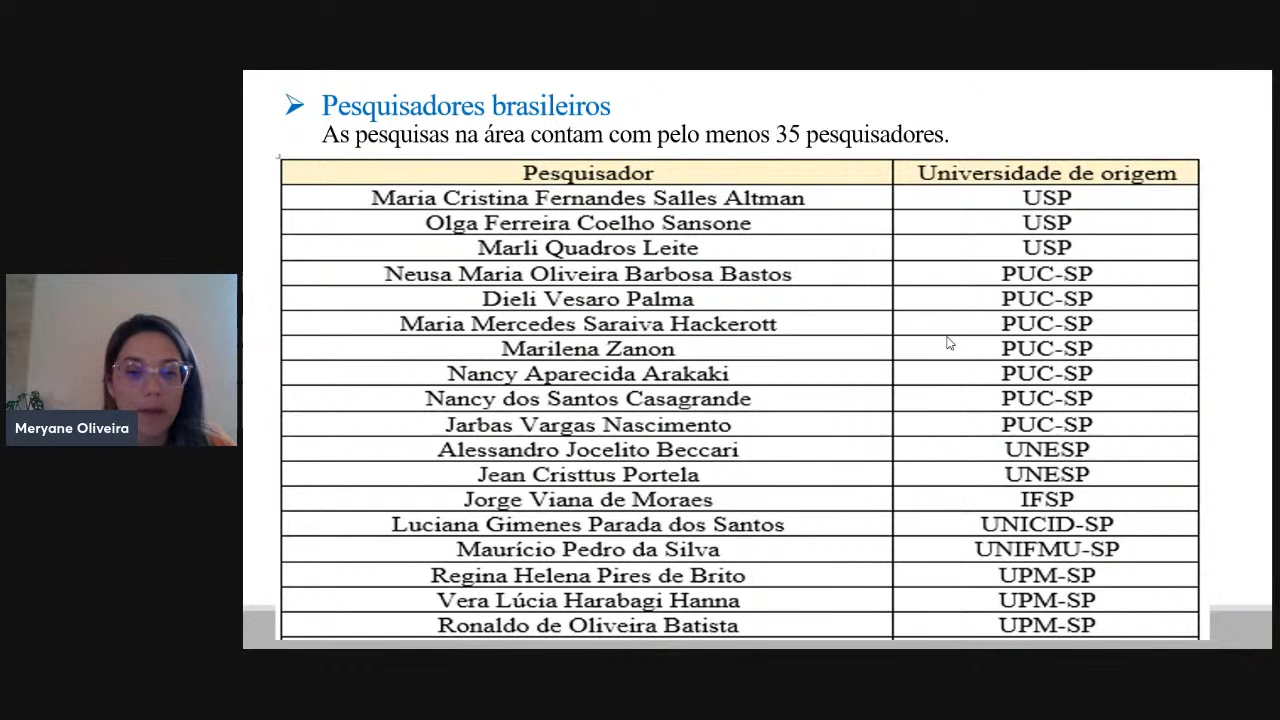 Pesquisadores brasileiros
As pesquisas na área contam com pelo menos 35 pesquisadores.
Pesquisador Universidade de origem
Maria Cristina Fernandes Salles Altman USP
Olga Ferreira Coelho Sansone USP
Marli Quadros Leite USP
Neusa Maria Oliveira Barbosa Bastos PUC-SP
Dieli Vesaro Palma PUC-SP
Maria Mercedes Saraiva Hackerott PUC-SP
Marilena Zanon PUC-SP
Nancy Aparecida Arakaki PUC-SP
Nancy dos Santos Casagrande PUC-SP
Jarbas Vargas Nascimento PUC-SP
Alessandro Jocelito Beccari UNESP
Jean Cristtus Portela UNESP
Jorge Viana de Moraes IFSP
Luciana Gimenes Parada dos Santos UNICID-SP
Maurício Pedro da Silva UNIFMU-SP
Regina Helena Pires de Brito UPM-SP
Vera Lúcia Harabagi Hanna UPM-SP
Ronaldo de Oliveira Batista UPM-SP
Meryane Oliveira